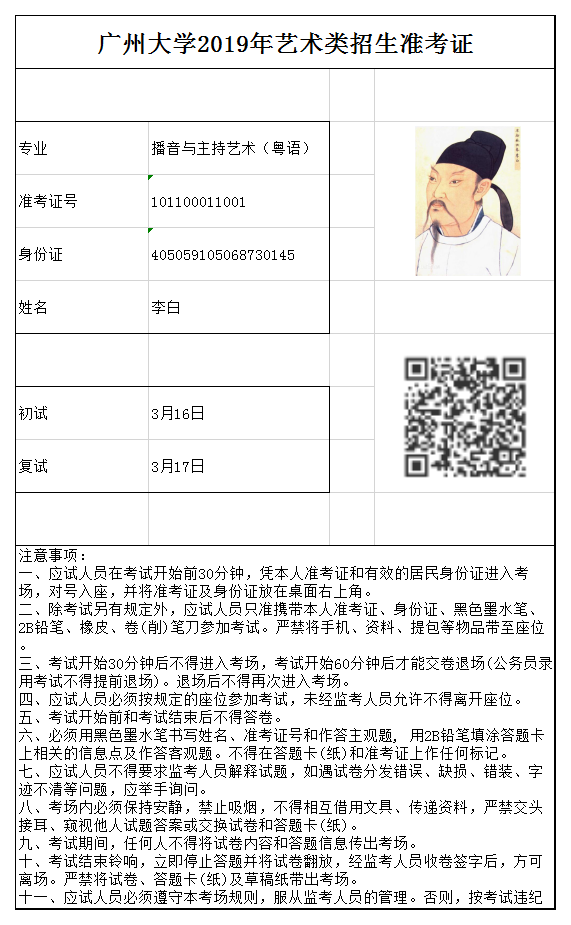 广州大学2019年艺术类招生准考证
专业 播音与主持艺术（粤语）
准考证号 101100011001
身份证 405059105068730145
姓名 李白
初试 3月16日
复试 3月17日
注意事项：
一、应试人员在考试开始前30分钟，凭本人准考证和有效的居民身份证进入考
场，对号入座，并将准考证及身份证放在桌面右上角。
二、除考试另有规定外，应试人员只准携带本人准考证、身份证、黑色墨水笔、
2B铅笔、橡皮、卷(削)笔刀参加考试。严禁将手机、资料、提包等物品带至座位
。
三、考试开始30分钟后不得进入考场，考试开始60分钟后才能交卷退场(公务员录
用考试不得提前退场)。退场后不得再次进入考场。
四、应试人员必须按规定的座位参加考试，未经监考人员允许不得离开座位。
五、考试开始前和考试结束后不得答卷。
六、必须用黑色墨水笔书写姓名、准考证号和作答主观题, 用2B铅笔填涂答题卡
上相关的信息点及作答客观题。不得在答题卡(纸)和准考证上作任何标记。
七、应试人员不得要求监考人员解释试题，如遇试卷分发错误、缺损、错装、字
迹不清等问题，应举手询问。
八、考场内必须保持安静，禁止吸烟，不得相互借用文具、传递资料，严禁交头
接耳、窥视他人试题答案或交换试卷和答题卡(纸)。
九、考试期间，任何人不得将试卷内容和答题信息传出考场。
十、考试结束铃响，立即停止答题并将试卷翻放，经监考人员收卷签字后，方可
离场。严禁将试卷、答题卡(纸)及草稿纸带出考场。
十一、应试人员必须遵守本考场规则，服从监考人员的管理。否则，按考试违纪